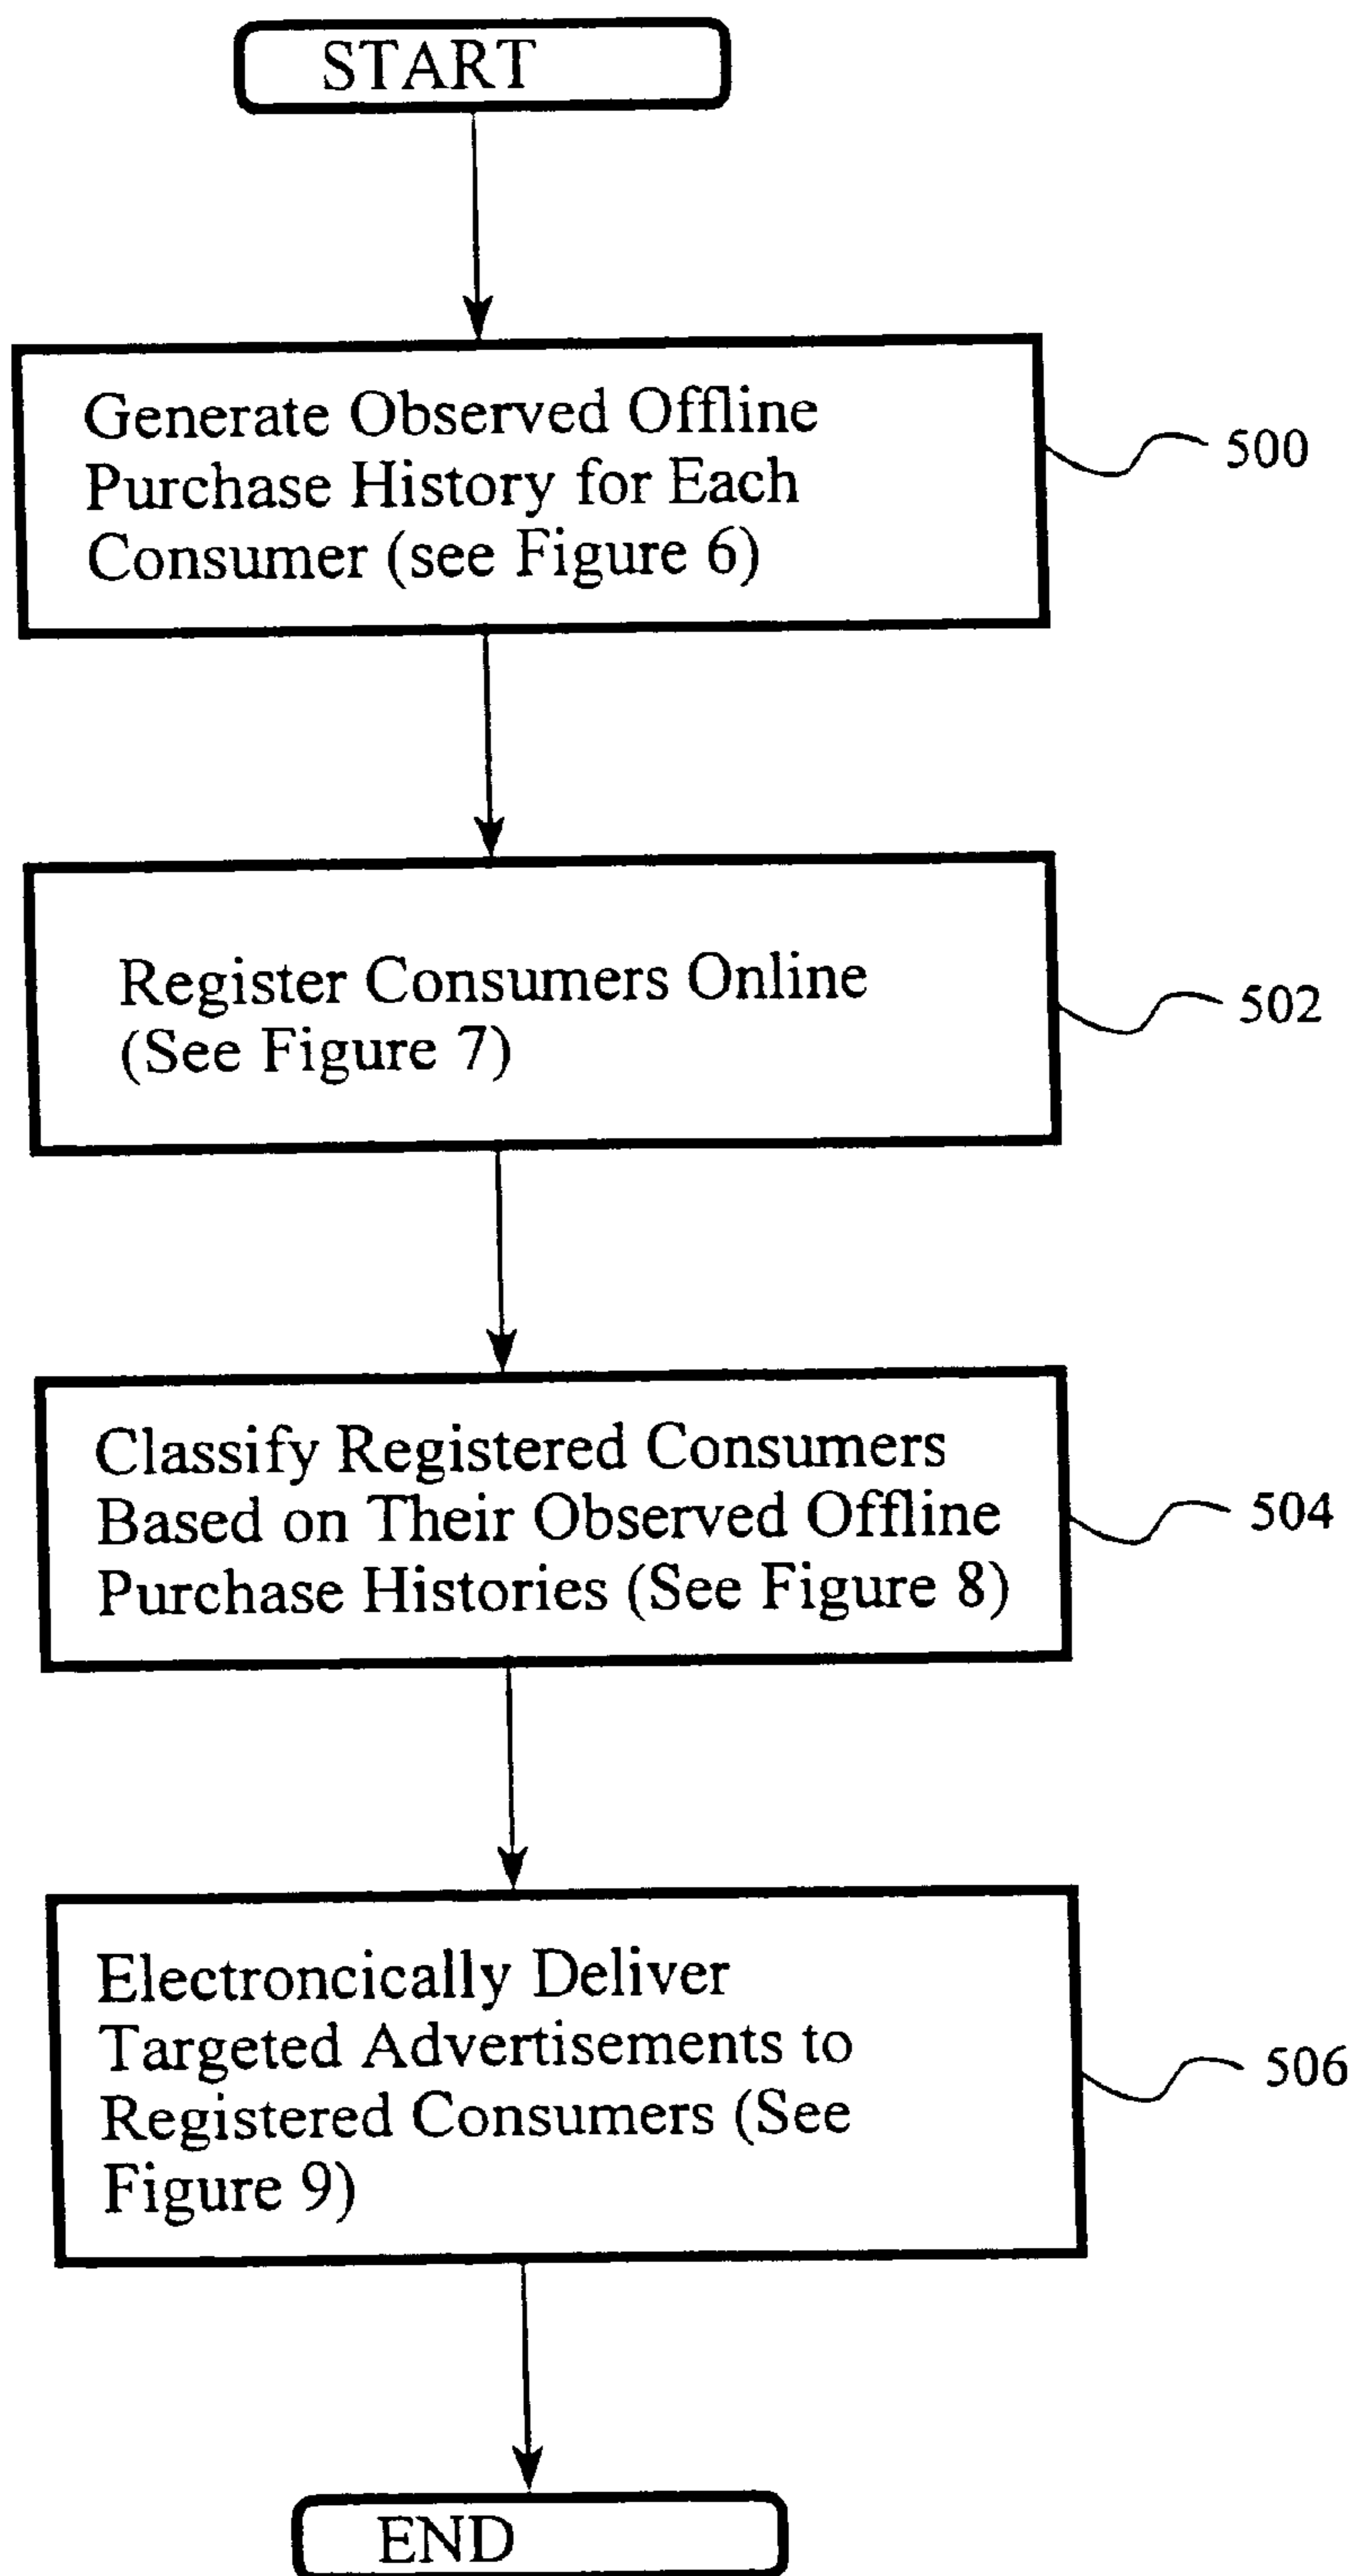 START
Generate Observed Offline
Purchase History for Each
Consumer (see Figure 6)
500
Register Consumers Online
(See Figure 7)
502
Classify Registered Consumers
Based on Their Observed Offline
Purchase Histories (See Figure 8)
504
Electroncically Deliver
Targeted Advertisements to
Registered Consumers (See
Figure 9)
506
END